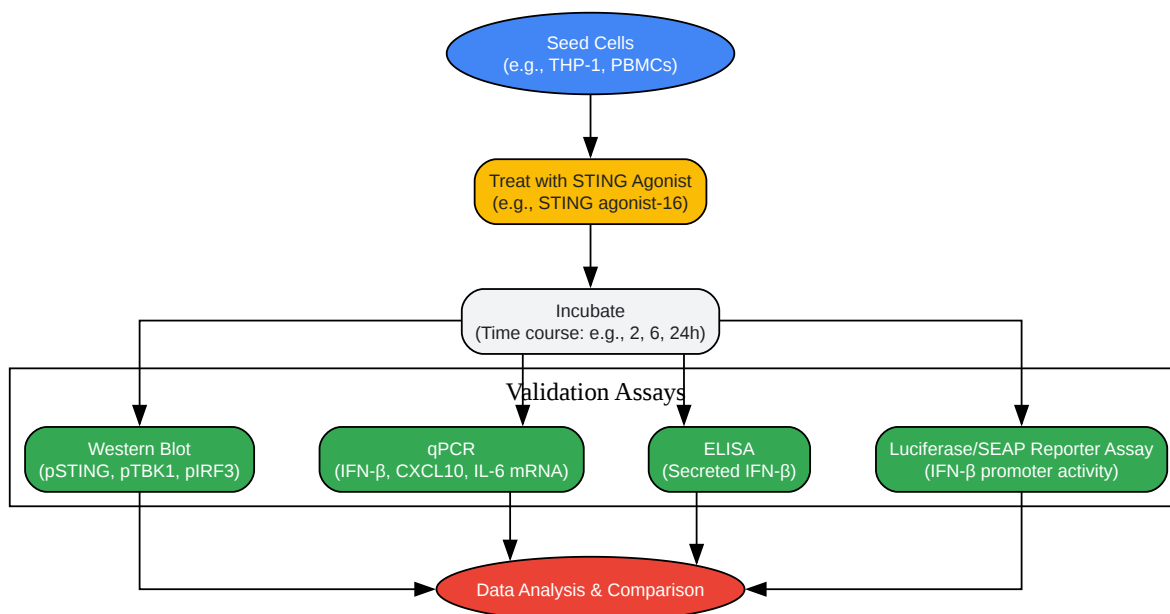 Seed Cells
(e.g., THP-1, PBMCs)
Treat with STING Agonist
(e.g., STING agonist-16)
Incubate
(Time course: e.g., 2, 6, 24h)
Validation Assays
Western Blot
(pSTING, pTBK1, pIRF3)
qPCR
(IFN-β, CXCL10, IL-6 mRNA)
ELISA
(Secreted IFN-β)
Luciferase/SEAP Reporter Assay
(IFN-β promoter activity)
Data Analysis & Comparison